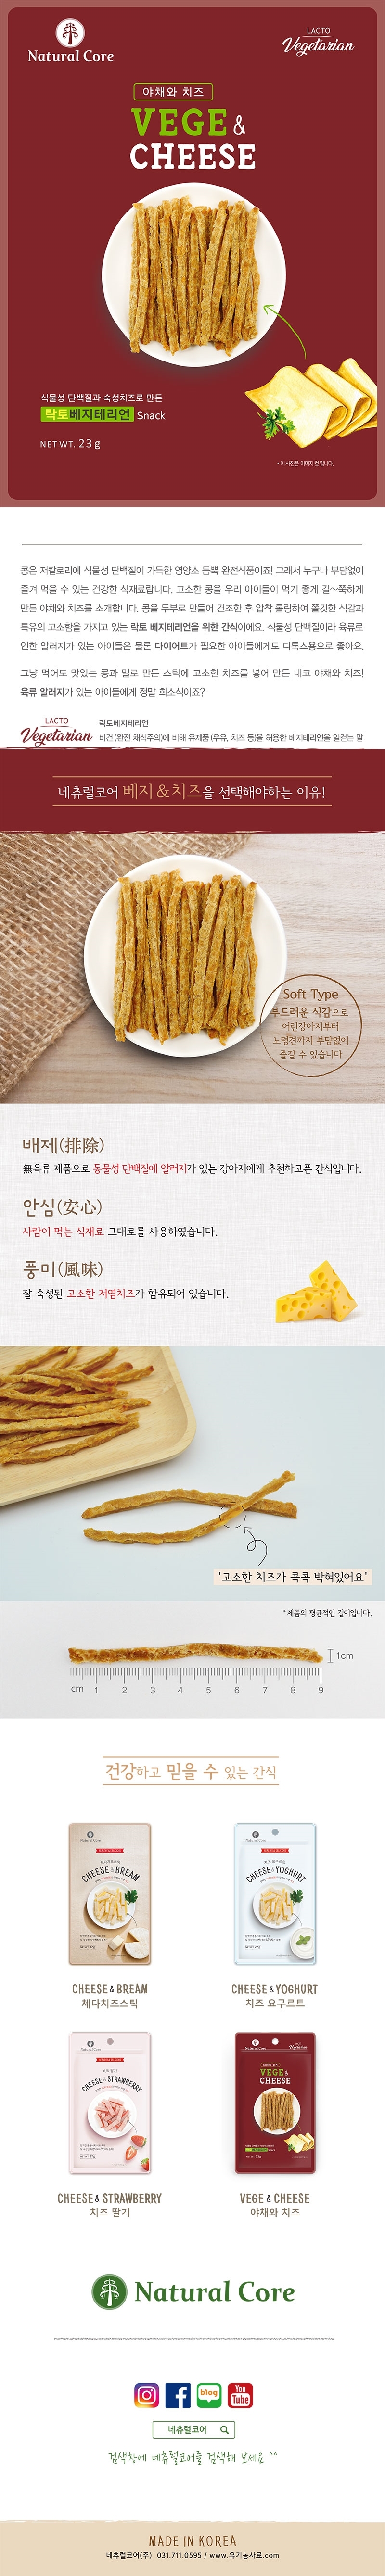 Natural Core
LACTO
Vegetarian
야채와 치즈
VEGE &
CHEESE
식물성 단백질과 숙성치즈로 만든
락토베지테리언 Snack
NET WT. 23g
* 이 사진은 이미지 컷 입니다.
콩은 저칼로리에 식물성 단백질이 가득한 영양소 듬뿍 완전식품이죠! 그래서 누구나 부담없이
즐겨 먹을 수 있는 건강한 식재료랍니다. 고소한 콩을 우리 아이들이 먹기 좋게 길~쭉하게
만든 야채와 치즈를 소개합니다. 콩을 두부로 만들어 건조한 후 압착 롤링하여 쫄깃한 식감과
특유의 고소함을 가지고 있는 락토 베지테리언을 위한 간식이에요. 식물성 단백질이라 육류로
인한 알러지가 있는 아이들은 물론 다이어트가 필요한 아이들에게도 디톡스용으로 좋아요.
그냥 먹어도 맛있는 콩과 밀로 만든 스틱에 고소한 치즈를 넣어 만든 네코 야채와 치즈!
육류 알러지가 있는 아이들에게 정말 희소식이죠?
LACTO
Vegetarian
락토베지테리언
비건 (완전 채식주의)에 비해 유제품 (우유, 치즈 등)을 허용한 베지테리언을 일컫는 말
네츄럴코어 베지&치즈을 선택해야하는 이유!
Soft Type
부드러운 식감으로
어린강아지부터
노령견까지 부담없이
즐길 수 있습니다
배제(排除)
無육류 제품으로 동물성 단백질에 알러지가 있는 강아지에게 추천하고픈 간식입니다.
안심(安心)
사람이 먹는 식재료 그대로를 사용하였습니다.
풍미(風味)
잘 숙성된 고소한 저염치즈가 함유되어 있습니다.
'고소한 치즈가 콕콕 박혀있어요'
*제품의 평균적인 길이입니다.
1cm
cm 1 2 3 4 5 6 7 8 9
건강하고 믿을 수 있는 간식
Natural Core
CHEESE & BREAM
Natural Core
CHEESE & YOGHURT
CHEESE & BREAM
체다치즈스틱
CHEESE & YOGHURT
치즈 요구르트
Natural Core
치즈 딸기
CHEESE & STRAWBERRY
Natural Core
Vegetarian
야채와 치즈
VEGE &
CHEESE
CHEESE & STRAWBERRY
치즈 딸기
VEGE & CHEESE
야채와 치즈
Natural Core
blog
You
Tube
네츄럴코어
검색창에 네츄럴코어를 검색해 보세요 ^^
MADE IN KOREA
네츄럴코어(주) 031.711.0595 / www.유기농사료.com